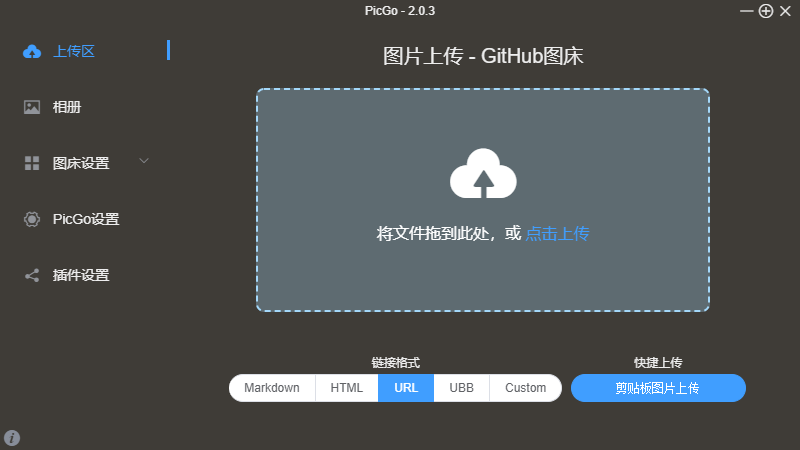 PicGo - 2.0.3
上传区
相册
图床设置
PicGo设置
插件设置
图片上传 - GitHub图床
将文件拖到此处，或 点击上传
链接格式
Markdown HTML URL UBB Custom
快捷上传
剪贴板图片上传
i